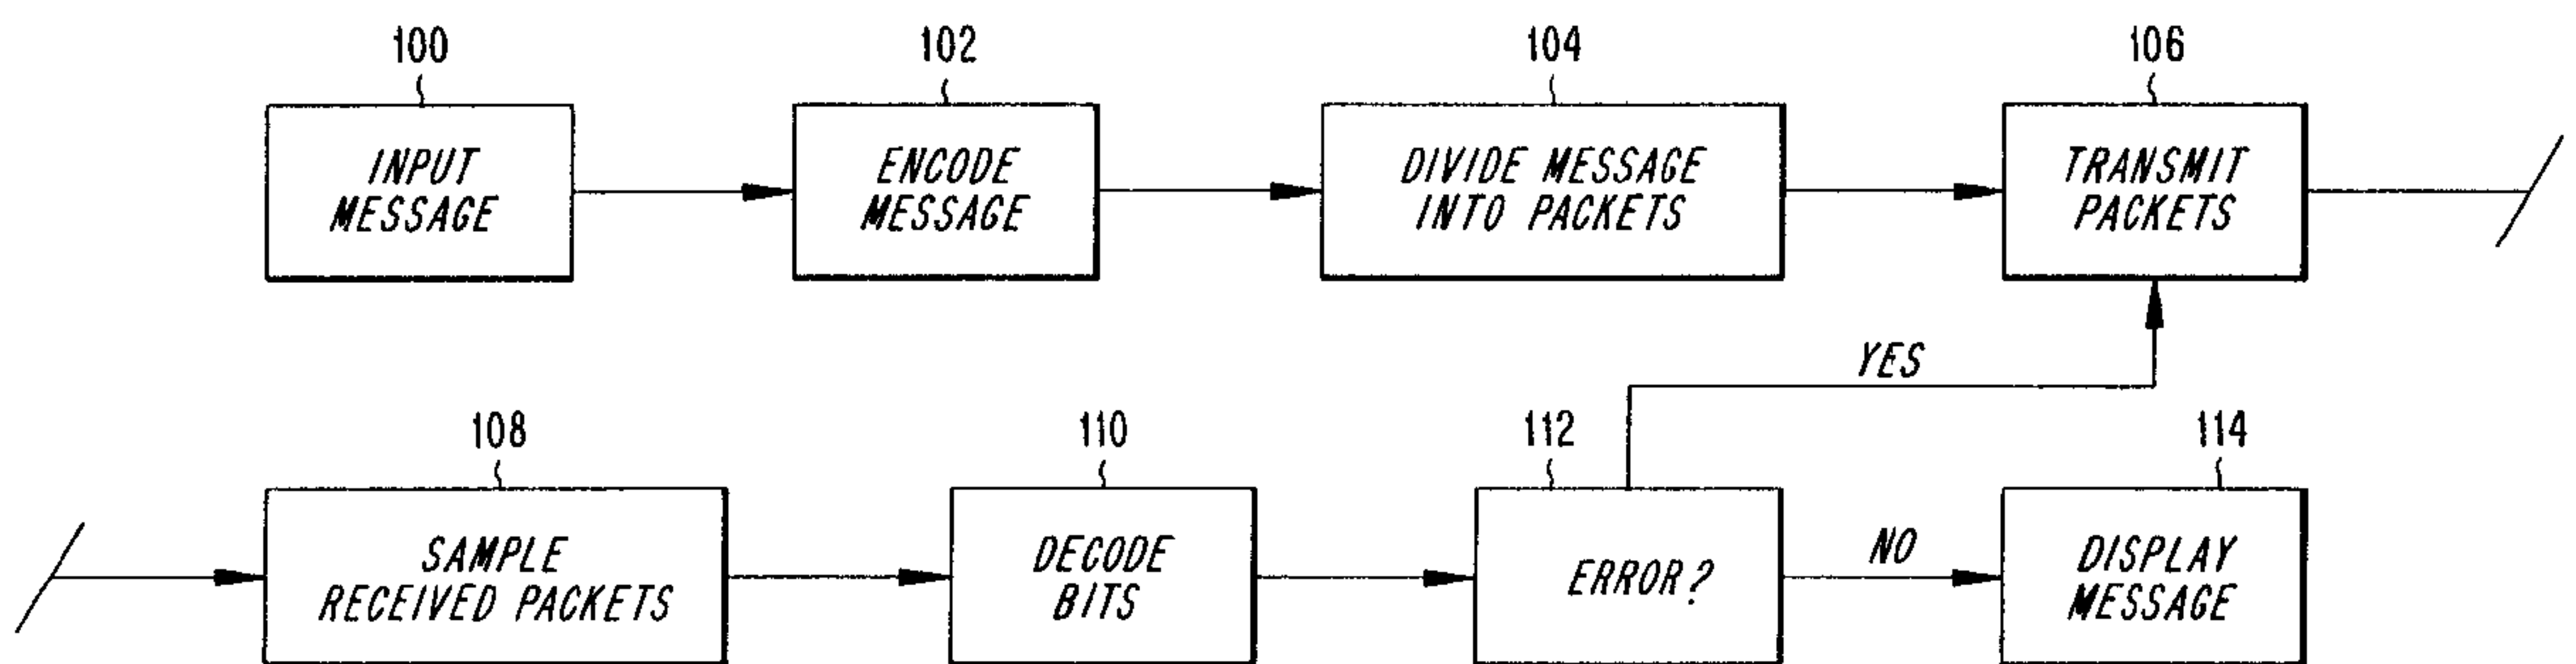 100
102
104
106
INPUT
MESSAGE
ENCODE
MESSAGE
DIVIDE MESSAGE
INTO PACKETS
TRANSMIT
PACKETS
YES
108
110
112
114
SAMPLE
RECEIVED PACKETS
DECODE
BITS
ERROR?
NO
DISPLAY
MESSAGE